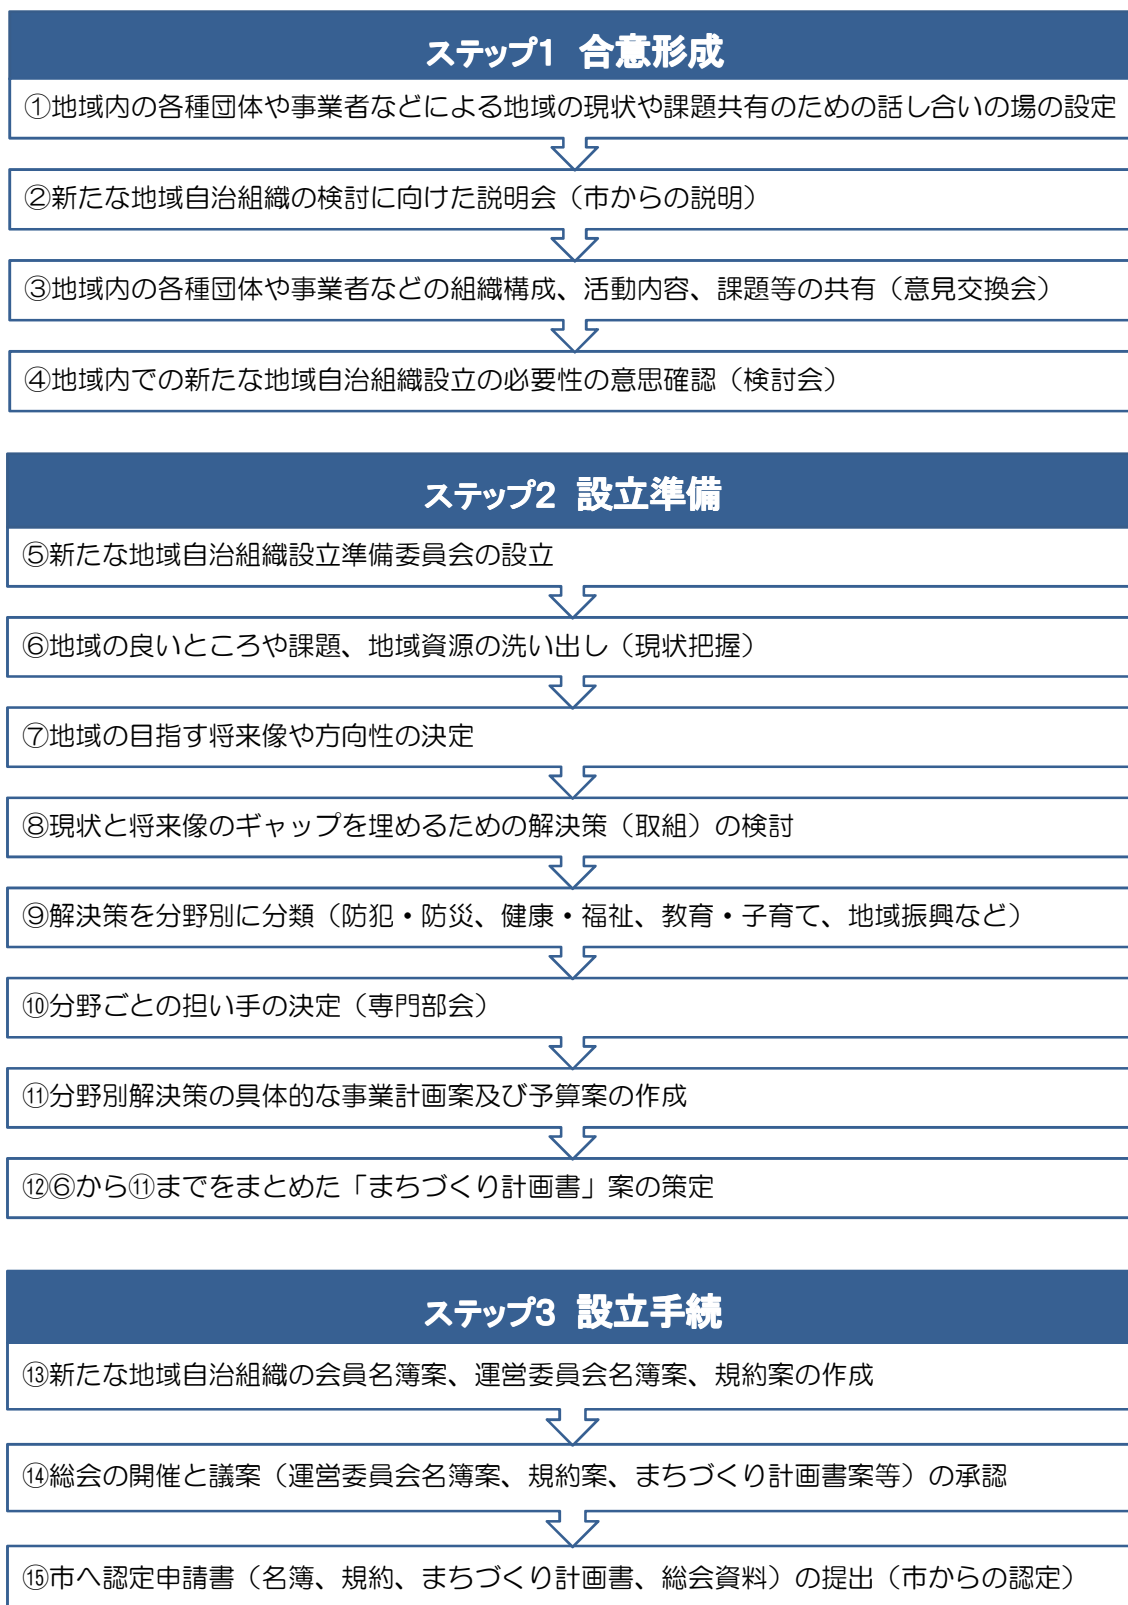 ステップ1 合意形成
①地域内の各種団体や事業者などによる地域の現状や課題共有のための話し合いの場の設定
②新たな地域自治組織の検討に向けた説明会（市からの説明）
③地域内の各種団体や事業者などの組織構成、活動内容、課題等の共有（意見交換会）
④地域内での新たな地域自治組織設立の必要性の意思確認（検討会）
ステップ2 設立準備
⑤新たな地域自治組織設立準備委員会の設立
⑥地域の良いところや課題、地域資源の洗い出し（現状把握）
⑦地域の目指す将来像や方向性の決定
⑧現状と将来像のギャップを埋めるための解決策（取組）の検討
⑨解決策を分野別に分類（防犯・防災、健康・福祉、教育・子育て、地域振興など）
⑩分野ごとの担い手の決定（専門部会）
⑪分野別解決策の具体的な事業計画案及び予算案の作成
⑫⑥から⑪までをまとめた「まちづくり計画書」案の策定
ステップ3 設立手続
⑬新たな地域自治組織の会員名簿案、運営委員会名簿案、規約案の作成
⑭総会の開催と議案（運営委員会名簿案、規約案、まちづくり計画書案等）の承認
⑮市へ認定申請書（名簿、規約、まちづくり計画書、総会資料）の提出（市からの認定）